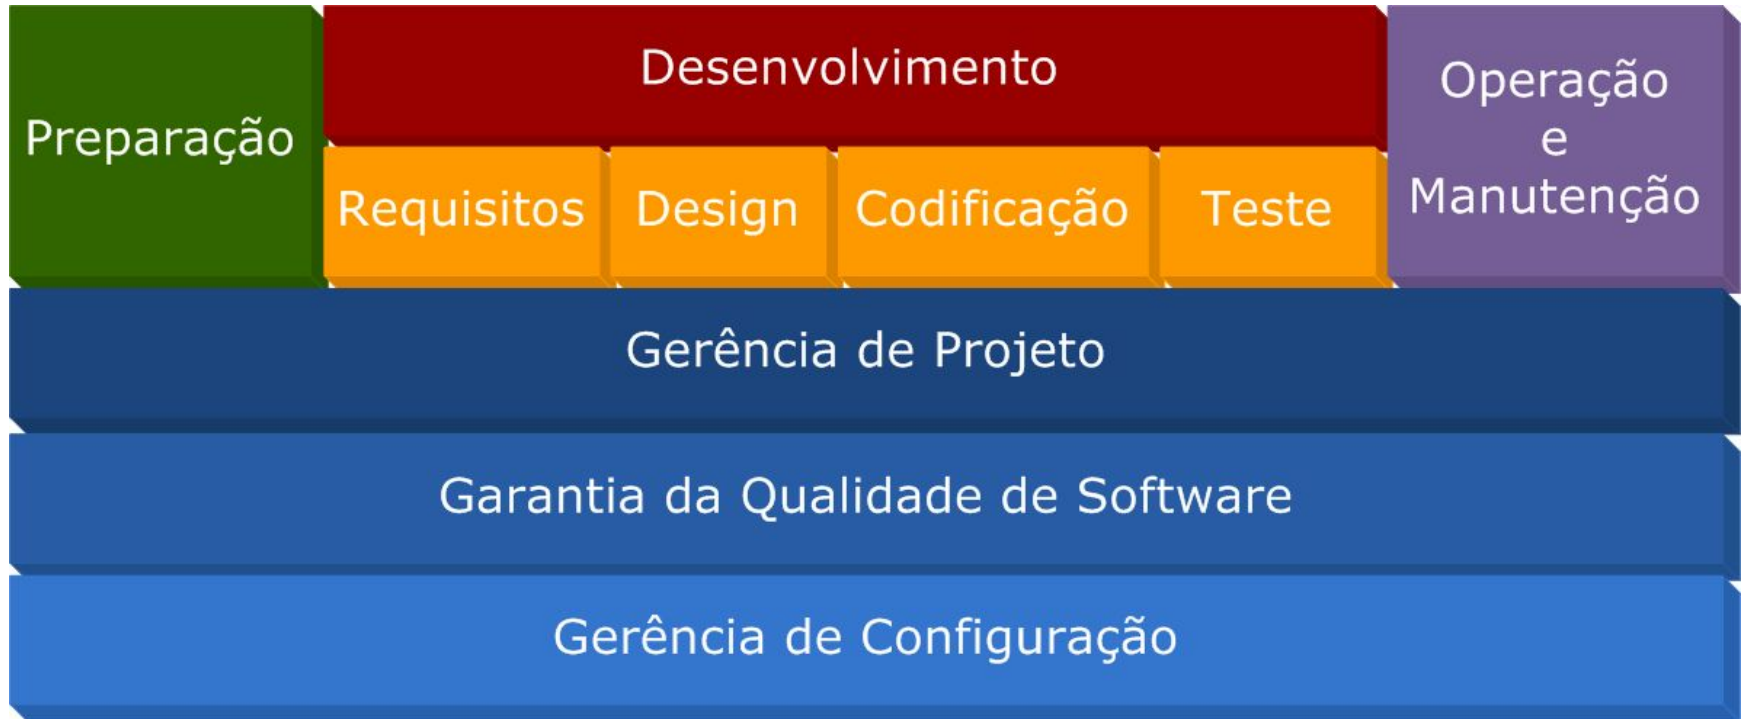 Preparação
Desenvolvimento
Requisitos
Design
Codificação
Teste
Operação
e
Manutenção
Gerência de Projeto
Garantia da Qualidade de Software
Gerência de Configuração